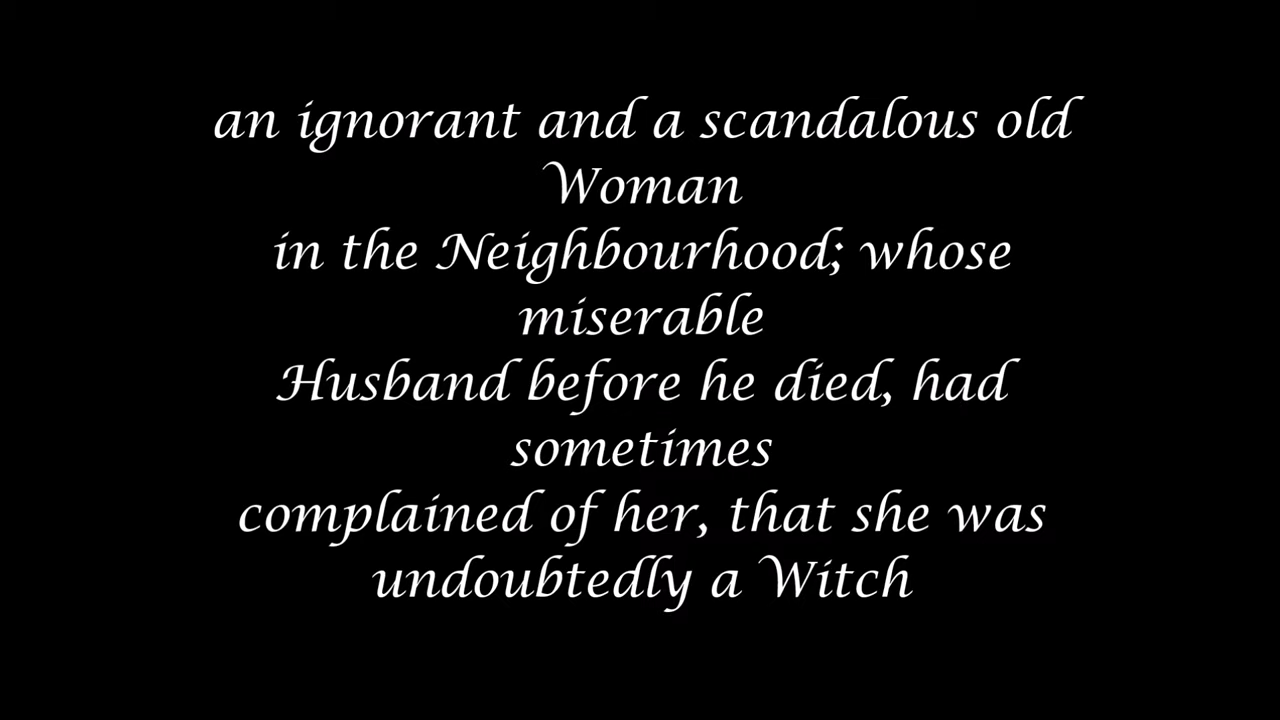 an ignorant and a scandalous old
Woman
in the Neighbourhood; whose
miserable
Husband before he died, had
sometimes
complained of her, that she was
undoubtedly a Witch